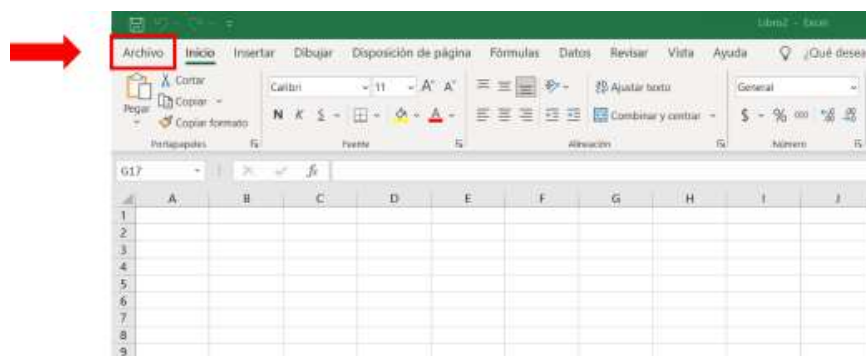 Libro2 - Excel
Archivo Inicio Insertar Dibujar Disposición de página Fórmulas Datos Revisar Vista Ayuda ¿Qué desea
Cortar
Copiar
Copiar formato
Pegar
Portapapeles
Calibri 11 A A
N K S A
Fuente
Ajustar texto
Combinar y centrar
Alineación
General
$ % 000
Número
G17 fx
A B C D E F G H I J
1
2
3
4
5
6
7
8
9